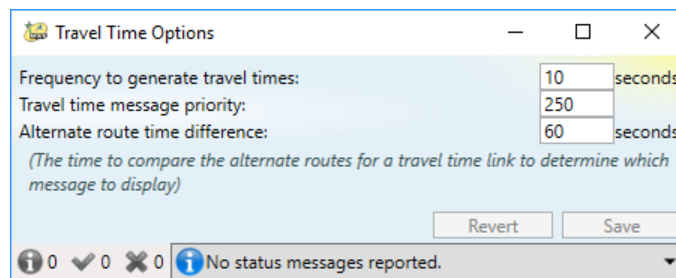 Travel Time Options
Frequency to generate travel times: 10 seconds
Travel time message priority: 250
Alternate route time difference: 60 seconds
(The time to compare the alternate routes for a travel time link to determine which
message to display)
Revert Save
0 0 0 No status messages reported.